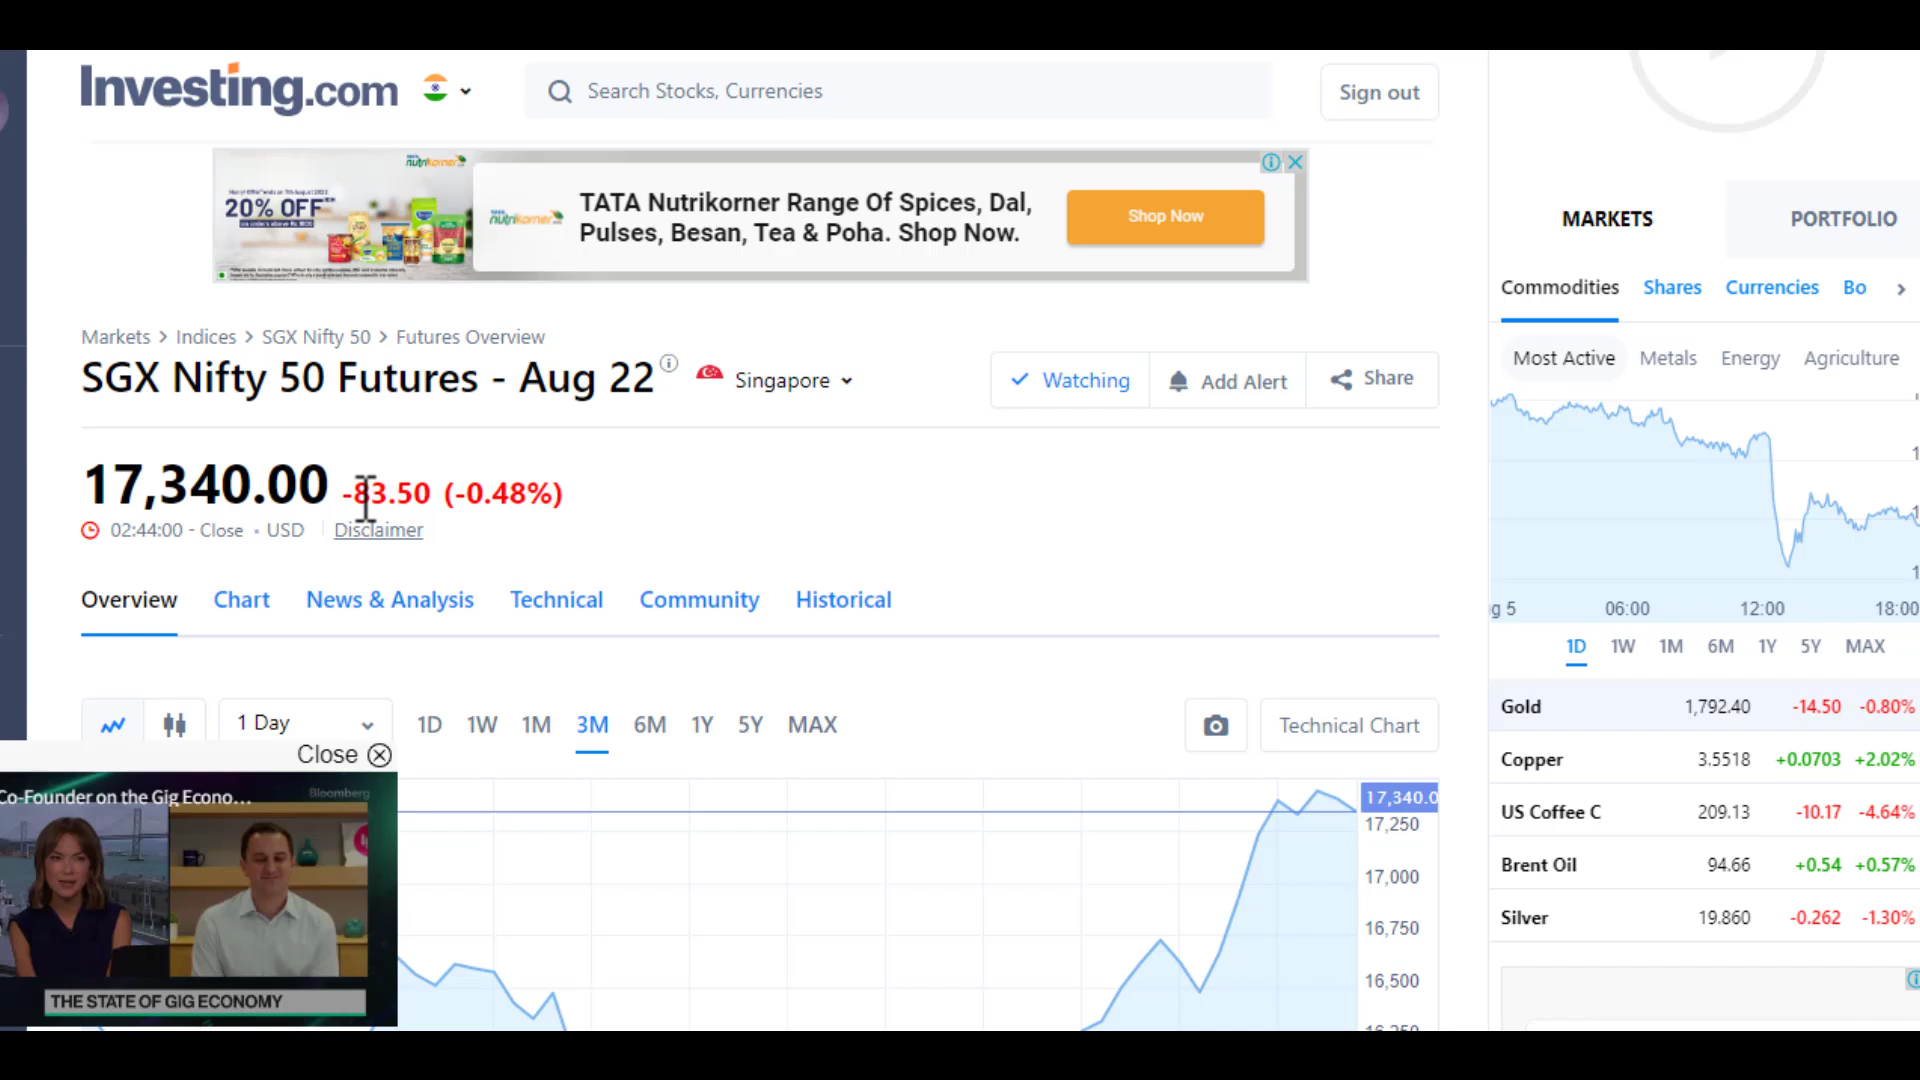 Investing.com
Search Stocks, Currencies
Sign out
nutrikorner
20% OFF
nutrikorner
TATA Nutrikorner Range Of Spices, Dal,
Pulses, Besan, Tea & Poha. Shop Now.
Shop Now
MARKETS
PORTFOLIO
Commodities Shares Currencies Bo
Markets > Indices > SGX Nifty 50 > Futures Overview
SGX Nifty 50 Futures - Aug 22
Singapore
Watching
Add Alert
Share
Most Active Metals Energy Agriculture
17,340.00 -83.50 (-0.48%)
02:44:00 - Close • USD
Disclaimer
Overview Chart News & Analysis Technical Community Historical
g 5 06:00 12:00 18:00
1D 1W 1M 6M 1Y 5Y MAX
1 Day
1D 1W 1M 3M 6M 1Y 5Y MAX
Technical Chart
Gold 1,792.40 -14.50 -0.80%
Copper 3.5518 +0.0703 +2.02%
US Coffee C 209.13 -10.17 -4.64%
Brent Oil 94.66 +0.54 +0.57%
Silver 19.860 -0.262 -1.30%
Close
Co-Founder on the Gig Econo...
Bloomberg
THE STATE OF GIG ECONOMY
17,340.0
17,250
17,000
16,750
16,500
16,250